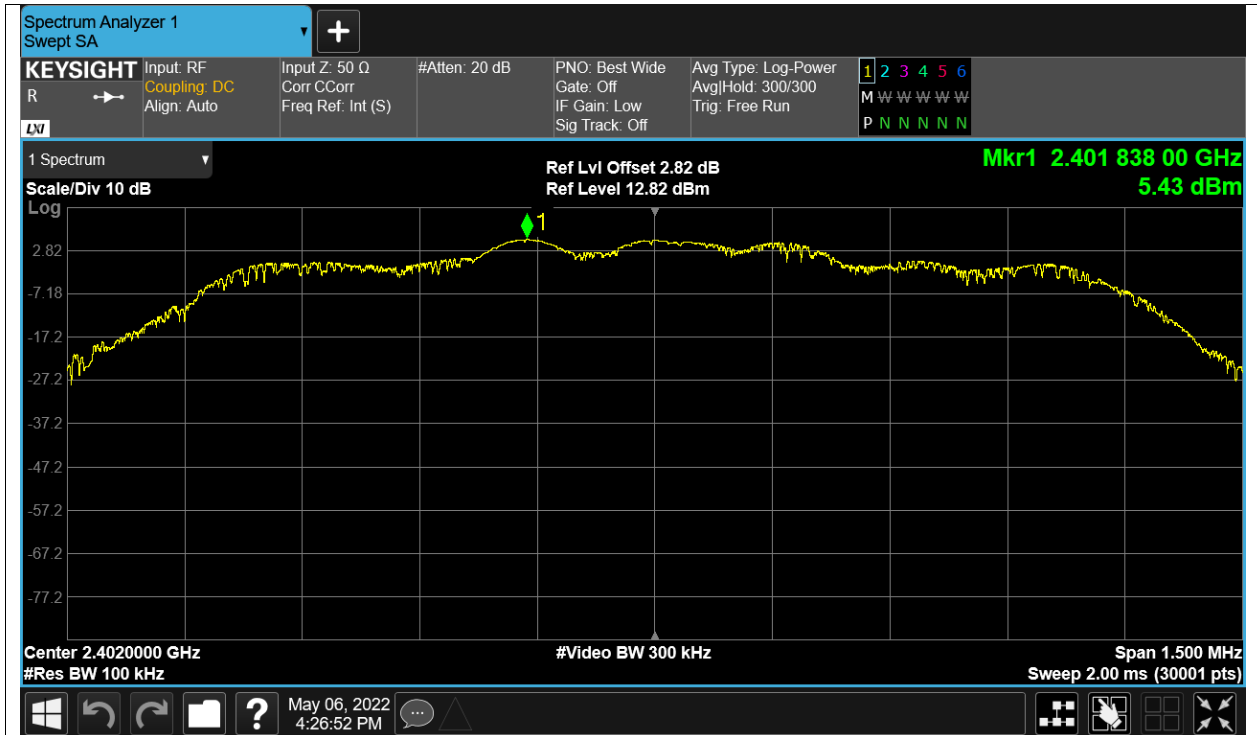 Spectrum Analyzer 1
Swept SA
▼
+
KEYSIGHT
R
LXI
Input: RF
Coupling: DC
Align: Auto
Input Z: 50 Ω
Corr CCorr
Freq Ref: Int (S)
#Atten: 20 dB
PNO: Best Wide
Gate: Off
IF Gain: Low
Sig Track: Off
Avg Type: Log-Power
Avg|Hold: 300/300
Trig: Free Run
1 2 3 4 5 6
M W W W W W
P N N N N N
1 Spectrum ▼
Scale/Div 10 dB
Log
Ref Lvl Offset 2.82 dB
Ref Level 12.82 dBm
Mkr1 2.401 838 00 GHz
5.43 dBm
1
2.82
-7.18
-17.2
-27.2
-37.2
-47.2
-57.2
-67.2
-77.2
Center 2.4020000 GHz
#Res BW 100 kHz
#Video BW 300 kHz
Span 1.500 MHz
Sweep 2.00 ms (30001 pts)
?
May 06, 2022
4:26:52 PM